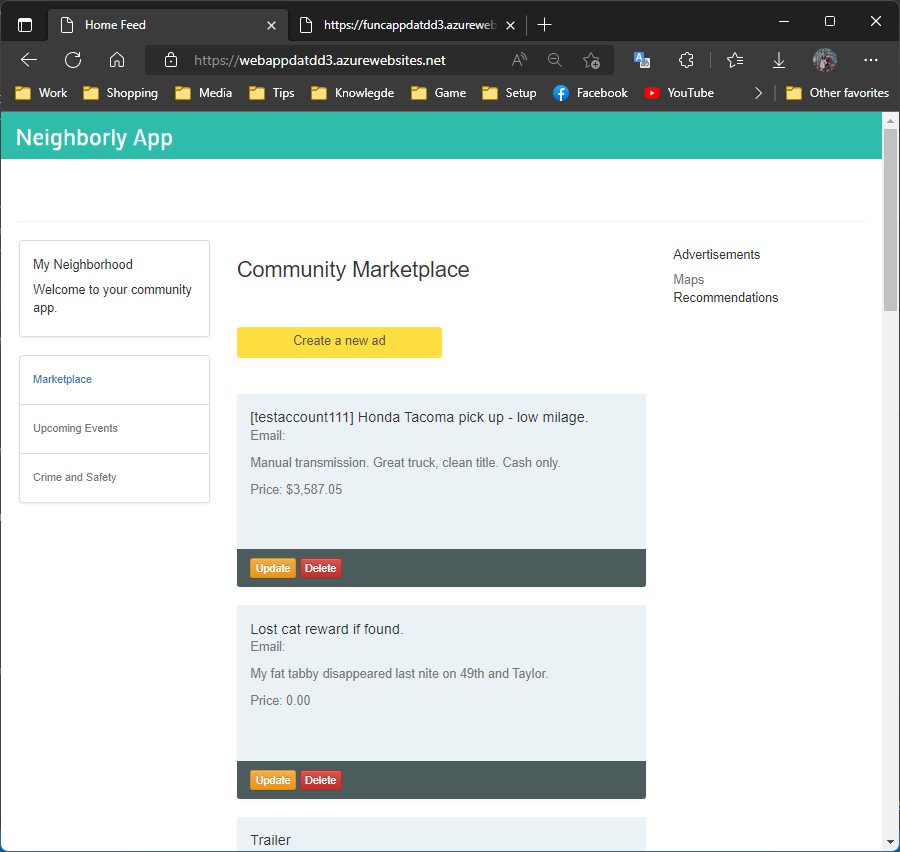 Home Feed
https://funcappdatdd3.azureweb
https://webappdatdd3.azurewebsites.net
Work
Shopping
Media
Tips
Knowlegde
Game
Setup
Facebook
YouTube
Other favorites
Neighborly App
My Neighborhood
Welcome to your community
app.
Marketplace
Upcoming Events
Crime and Safety
Community Marketplace
Create a new ad
[testaccount111] Honda Tacoma pick up - low milage.
Email:
Manual transmission. Great truck, clean title. Cash only.
Price: $3,587.05
Update Delete
Lost cat reward if found.
Email:
My fat tabby disappeared last nite on 49th and Taylor.
Price: 0.00
Update Delete
Trailer
Advertisements
Maps
Recommendations